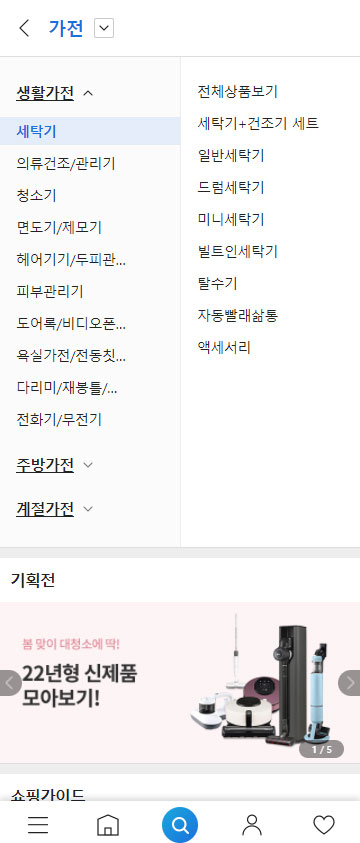 가전
생활가전
세탁기
의류건조/관리기
청소기
면도기/제모기
헤어기기/두피관...
피부관리기
도어록/비디오폰...
욕실가전/전동칫...
다리미/재봉틀/...
전화기/무전기
주방가전
계절가전
전체상품보기
세탁기+건조기 세트
일반세탁기
드럼세탁기
미니세탁기
빌트인세탁기
탈수기
자동빨래삶통
액세서리
기획전
봄 맞이 대청소에 딱!
22년형 신제품
모아보기!
1 / 5
쇼핑가이드